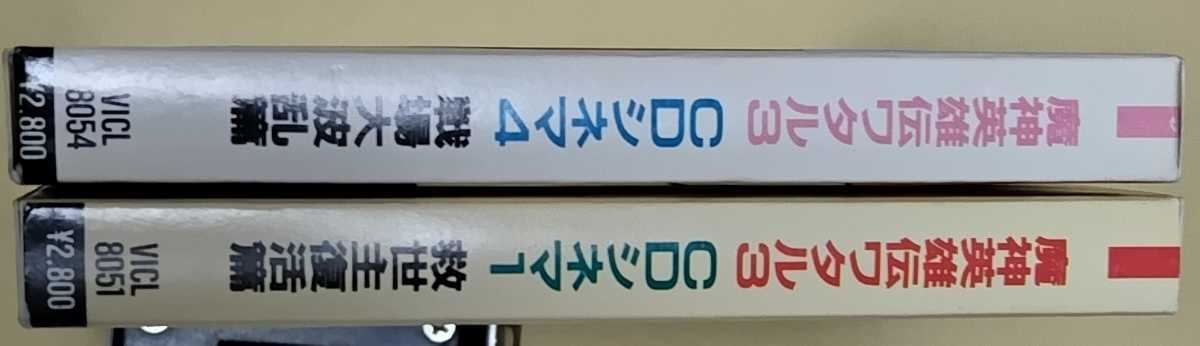 魔神英雄伝ワタル3 CDシネマ4 戦場大波乱篇 VICL 8054 ¥2.800
魔神英雄伝ワタル3 CDシネマ1 救世主復活篇 VICL 8051 ¥2.800